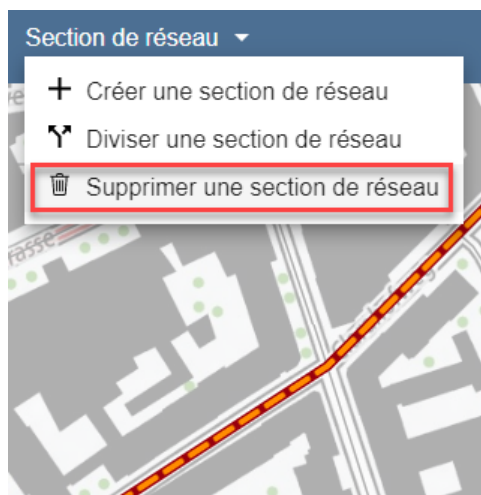 Section de réseau
Créer une section de réseau
Diviser une section de réseau
Supprimer une section de réseau